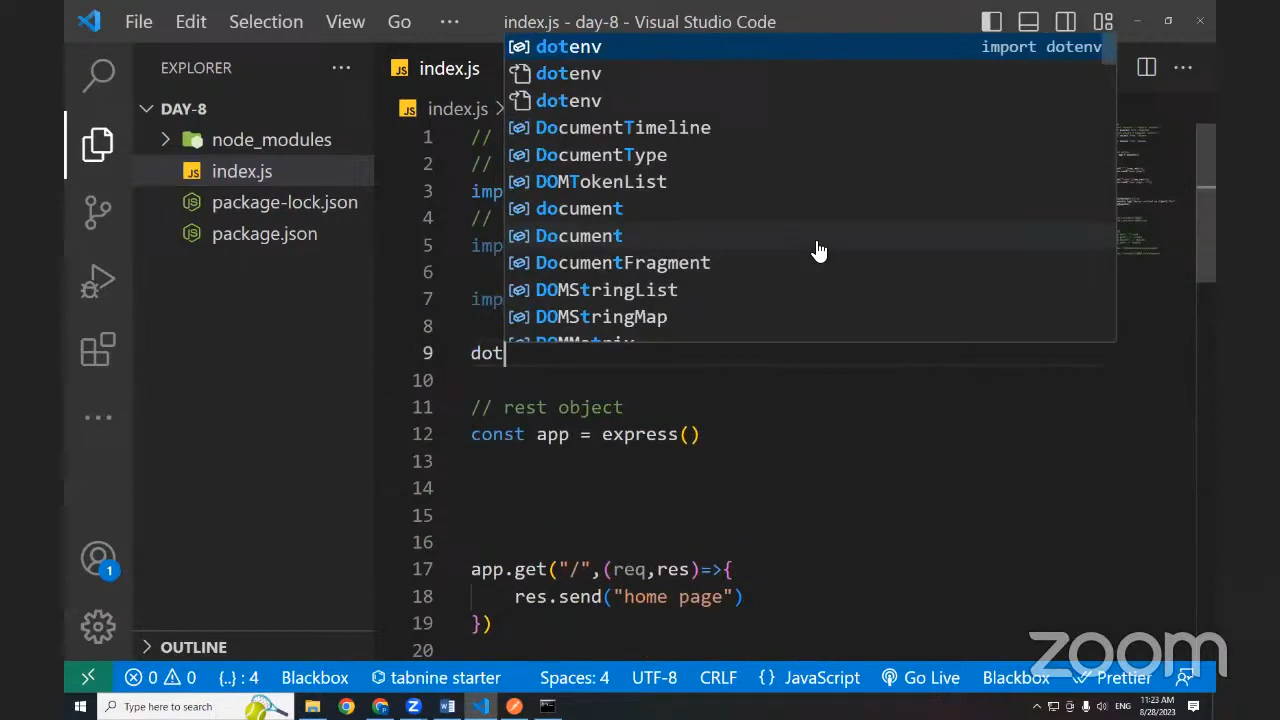 File Edit Selection View Go ··· index.js - day-8 - Visual Studio Code
EXPLORER ···
DAY-8
node_modules
JS index.js
package-lock.json
package.json
OUTLINE
JS index.js
JS index.js >
dotenv import dotenv
dotenv
dotenv
DocumentTimeline
DocumentType
DOMTokenList
document
Document
DocumentFragment
DOMStringList
DOMStringMap
DOMMatrix
1 //
2 //
3 imp
4 //
5 imp
6
7 imp
8
9 dot
10
11 // rest object
12 const app = express()
13
14
15
16
17 app.get("/",(req,res)=>{
18 res.send("home page")
19 })
20
1
zoom
0 0 {..} : 4 Blackbox tabnine starter Spaces: 4 UTF-8 CRLF {} JavaScript Go Live Blackbox Prettier
Type here to search ENG 11:23 AM
8/28/2023